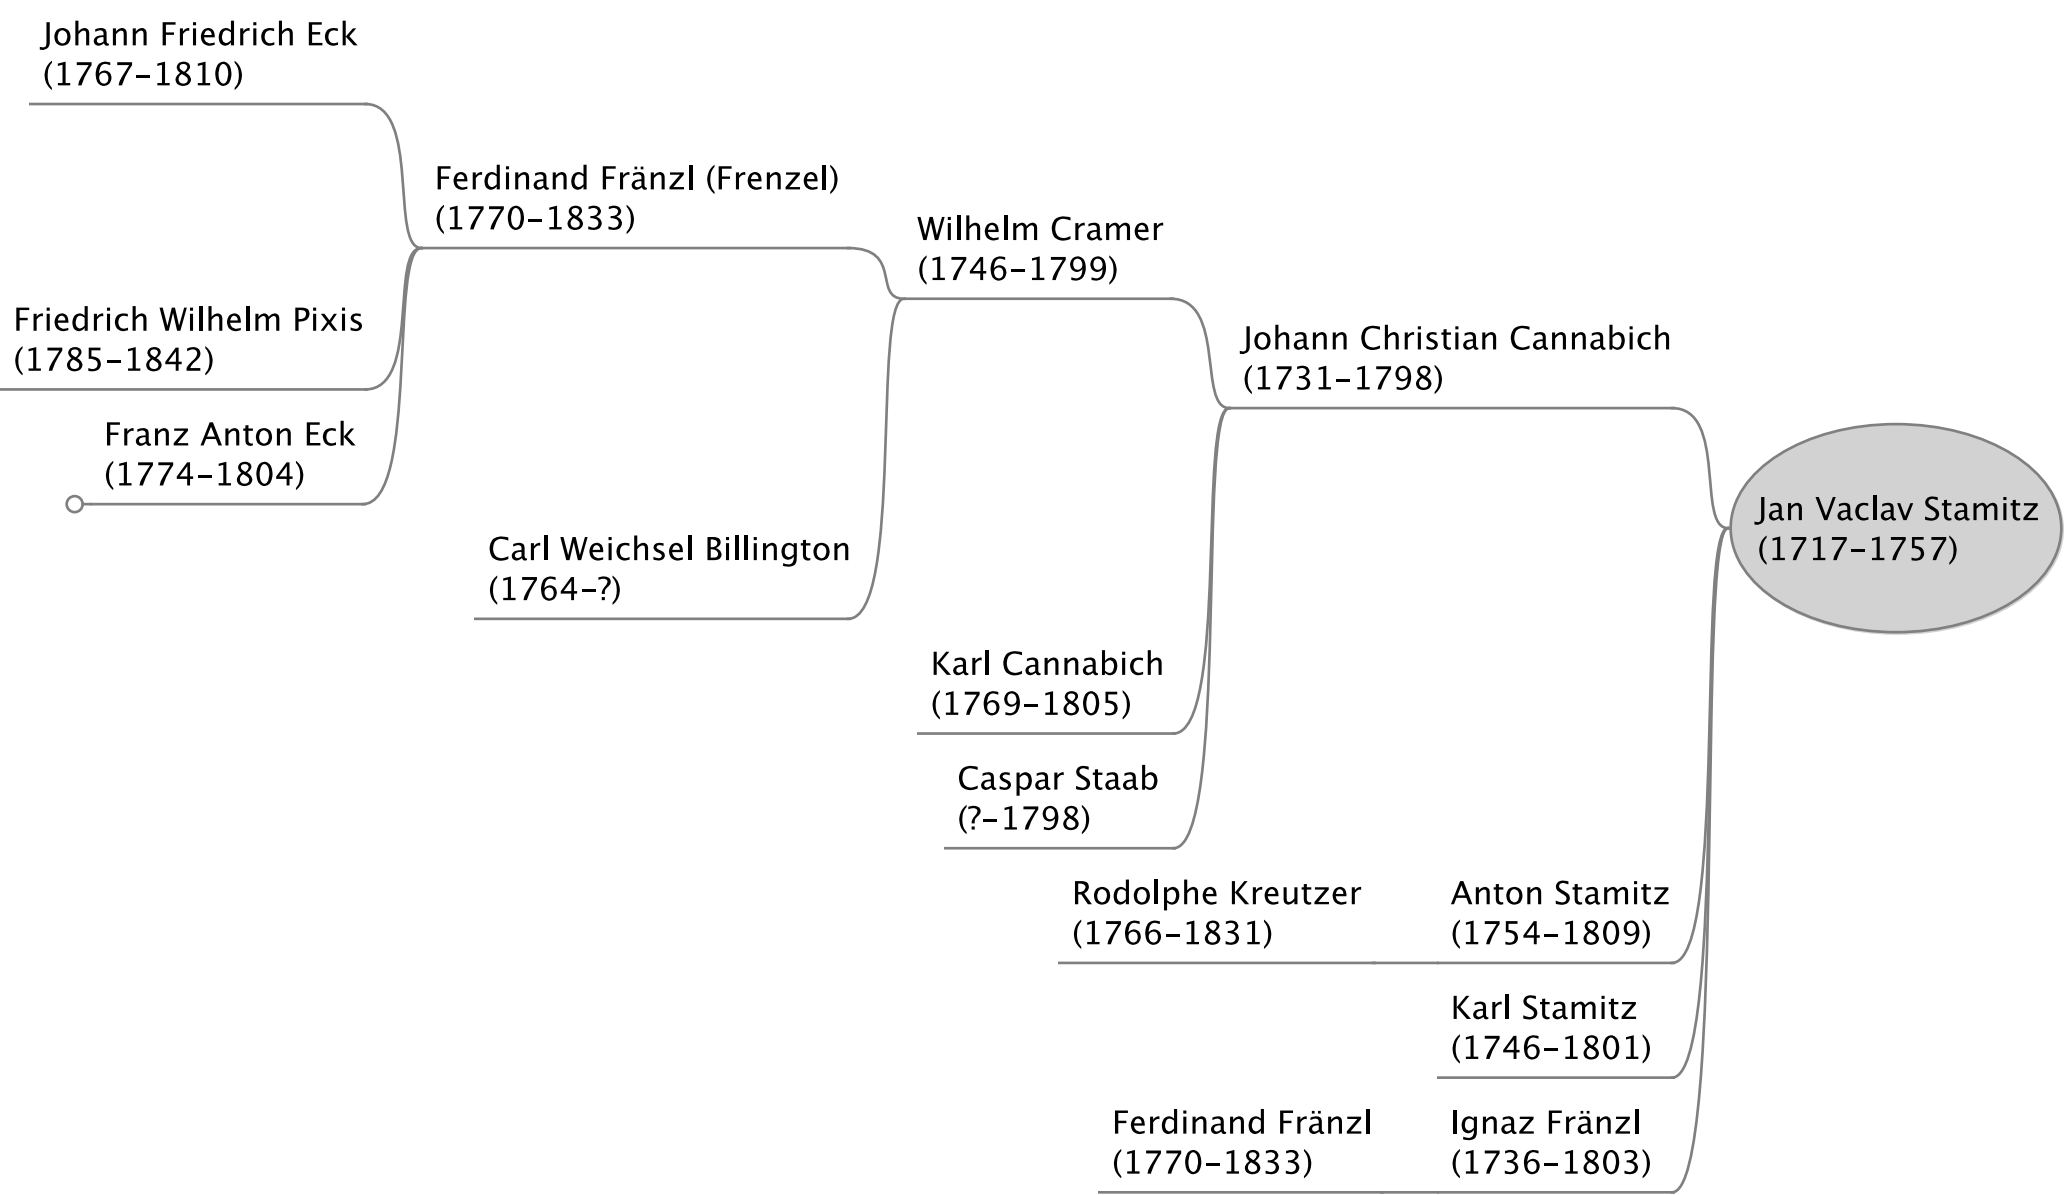 Johann Friedrich Eck
(1767–1810)
Ferdinand Fränzl (Frenzel)
(1770–1833)
Wilhelm Cramer
(1746–1799)
Friedrich Wilhelm Pixis
(1785–1842)
Johann Christian Cannabich
(1731–1798)
Franz Anton Eck
(1774–1804)
Jan Vaclav Stamitz
(1717–1757)
Carl Weichsel Billington
(1764–?)
Karl Cannabich
(1769–1805)
Caspar Staab
(?–1798)
Rodolphe Kreutzer
(1766–1831)
Anton Stamitz
(1754–1809)
Karl Stamitz
(1746–1801)
Ferdinand Fränzl
(1770–1833)
Ignaz Fränzl
(1736–1803)